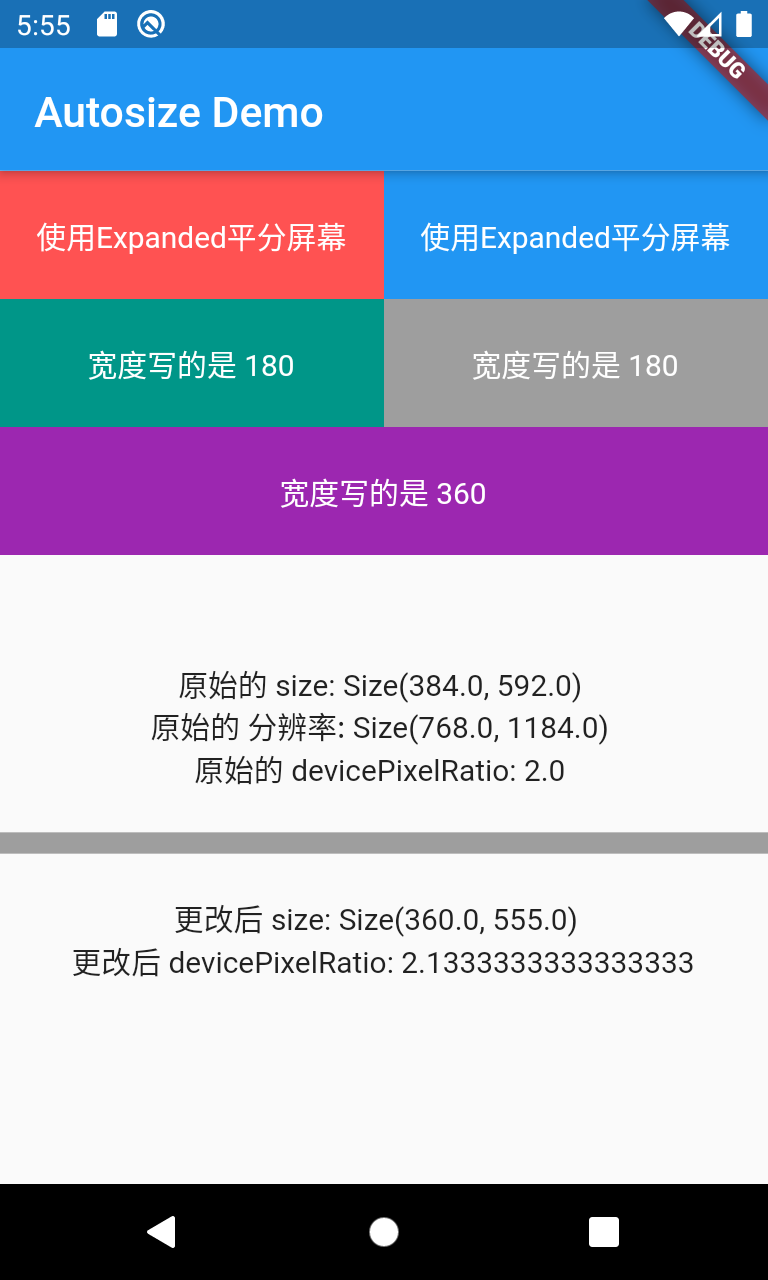 5:55
DEBUG
Autosize Demo
使用Expanded平分屏幕
使用Expanded平分屏幕
宽度写的是 180
宽度写的是 180
宽度写的是 360
原始的 size: Size(384.0, 592.0)
原始的 分辨率: Size(768.0, 1184.0)
原始的 devicePixelRatio: 2.0
更改后 size: Size(360.0, 555.0)
更改后 devicePixelRatio: 2.1333333333333333